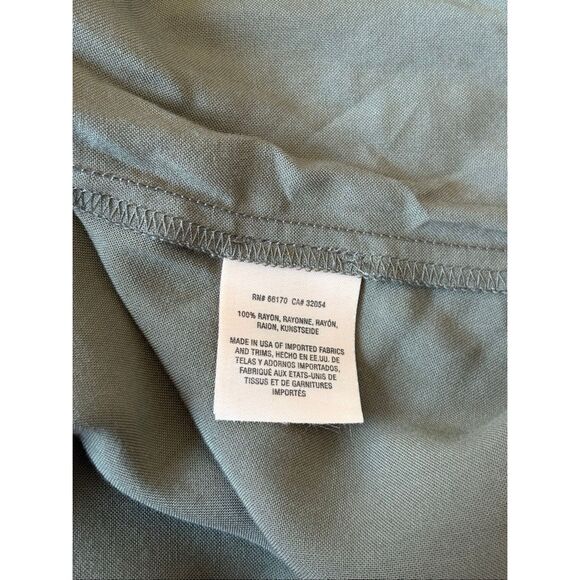 RN# 66170 CA# 32054
100% RAYON, RAYONNE, RAYÓN,
RAION, KUNSTSEIDE
MADE IN USA OF IMPORTED FABRICS
AND TRIMS, HECHO EN EE.UU. DE
TELAS Y ADORNOS IMPORTADOS,
FABRIQUÉ AUX ETATS-UNIS DE
TISSUS ET DE GARNITURES
IMPORTÉS